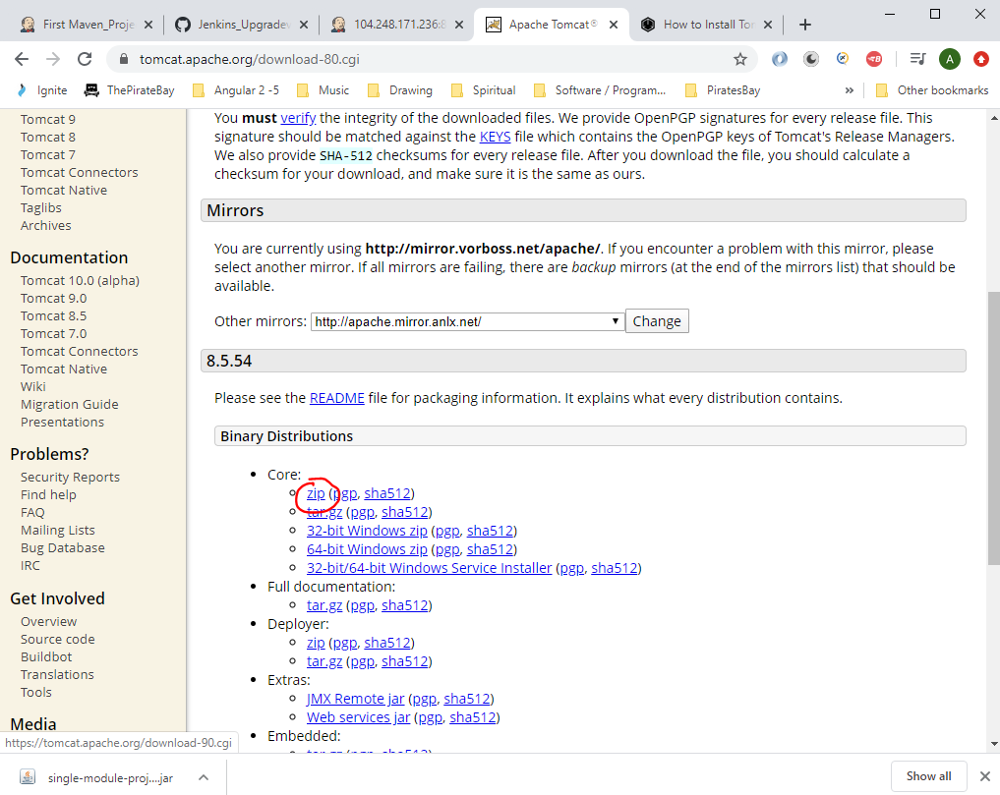 First Maven_Proje
Jenkins_Upgrade
104.248.171.236:8
Apache Tomcat®
How to Install To
tomcat.apache.org/download-80.cgi
A
Ignite
ThePirateBay
Angular 2 -5
Music
Drawing
Spiritual
Software / Program...
PiratesBay
»
Other bookmarks
Tomcat 9
Tomcat 8
Tomcat 7
Tomcat Connectors
Tomcat Native
Taglibs
Archives
Documentation
Tomcat 10.0 (alpha)
Tomcat 9.0
Tomcat 8.5
Tomcat 7.0
Tomcat Connectors
Tomcat Native
Wiki
Migration Guide
Presentations
Problems?
Security Reports
Find help
FAQ
Mailing Lists
Bug Database
IRC
Get Involved
Overview
Source code
Buildbot
Translations
Tools
Media
https://tomcat.apache.org/download-90.cgi
You must verify the integrity of the downloaded files. We provide OpenPGP signatures for every release file. This
signature should be matched against the KEYS file which contains the OpenPGP keys of Tomcat's Release Managers.
We also provide SHA-512 checksums for every release file. After you download the file, you should calculate a
checksum for your download, and make sure it is the same as ours.
Mirrors
You are currently using http://mirror.vorboss.net/apache/. If you encounter a problem with this mirror, please
select another mirror. If all mirrors are failing, there are backup mirrors (at the end of the mirrors list) that should be
available.
Other mirrors: http://apache.mirror.anlx.net/ Change
8.5.54
Please see the README file for packaging information. It explains what every distribution contains.
Binary Distributions
Core:
zip (pgp, sha512)
tar.gz (pgp, sha512)
32-bit Windows zip (pgp, sha512)
64-bit Windows zip (pgp, sha512)
32-bit/64-bit Windows Service Installer (pgp, sha512)
Full documentation:
tar.gz (pgp, sha512)
Deployer:
zip (pgp, sha512)
tar.gz (pgp, sha512)
Extras:
JMX Remote jar (pgp, sha512)
Web services jar (pgp, sha512)
Embedded:
tar.gz (pgp, sha512)
single-module-proj....jar
Show all